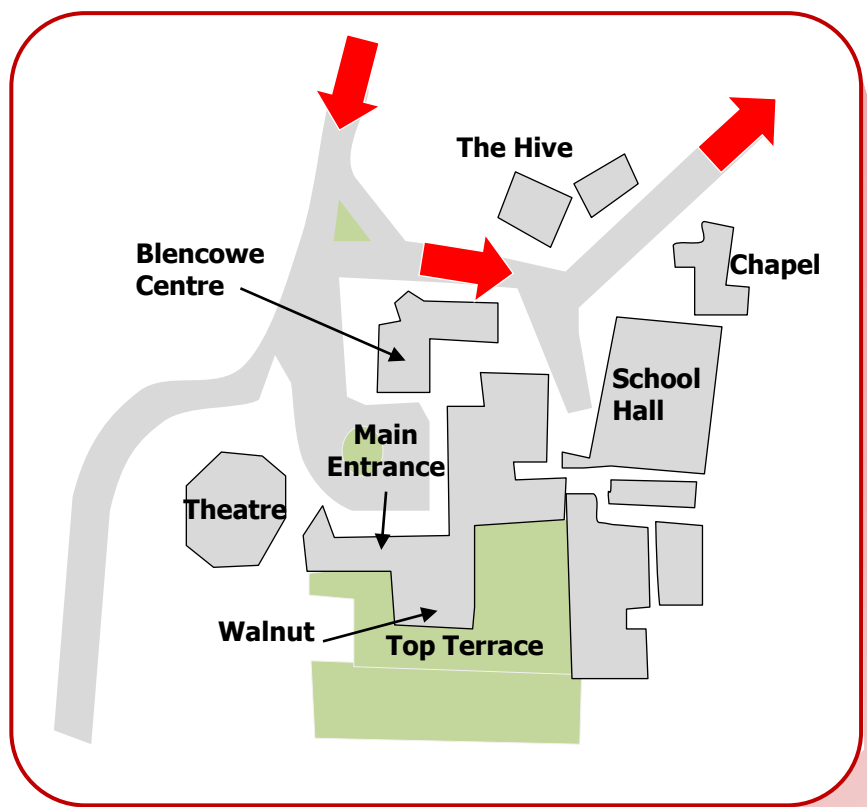 The Hive
Blencowe
Centre
Chapel
School
Hall
Main
Entrance
Theatre
Walnut
Top Terrace